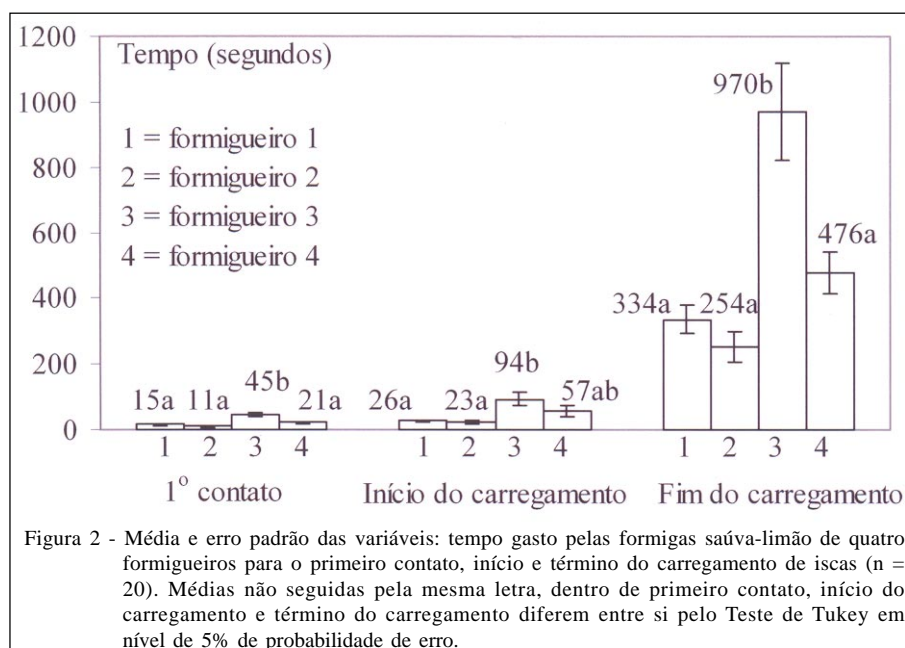 1200
Tempo (segundos)
1000
970b
1 = formigueiro 1
800
2 = formigueiro 2
3 = formigueiro 3
600
4 = formigueiro 4
476a
400
334a 254a
200
94b
57ab
15a 11a 45b 21a 26a 23a
0
1 2 3 4 1 2 3 4 1 2 3 4
1º contato Início do carregamento Fim do carregamento
Figura 2 - Média e erro padrão das variáveis: tempo gasto pelas formigas saúva-limão de quatro
formigueiros para o primeiro contato, início e término do carregamento de iscas (n =
20). Médias não seguidas pela mesma letra, dentro de primeiro contato, início do
carregamento e término do carregamento diferem entre si pelo Teste de Tukey em
nível de 5% de probabilidade de erro.